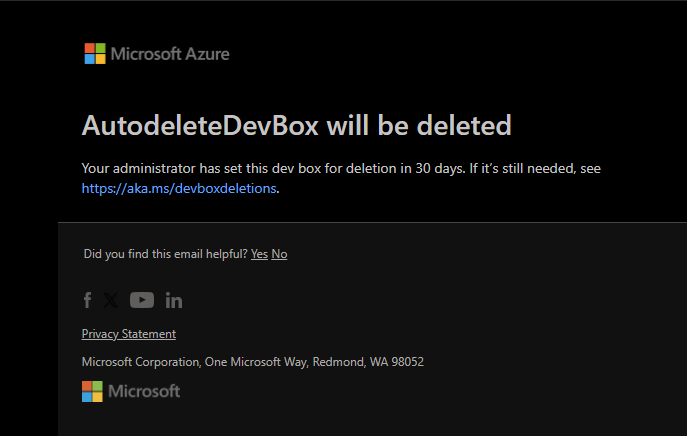 Microsoft Azure
AutodeleteDevBox will be deleted
Your administrator has set this dev box for deletion in 30 days. If it’s still needed, see
https://aka.ms/devboxdeletions.
Did you find this email helpful? Yes No
Privacy Statement
Microsoft Corporation, One Microsoft Way, Redmond, WA 98052
Microsoft